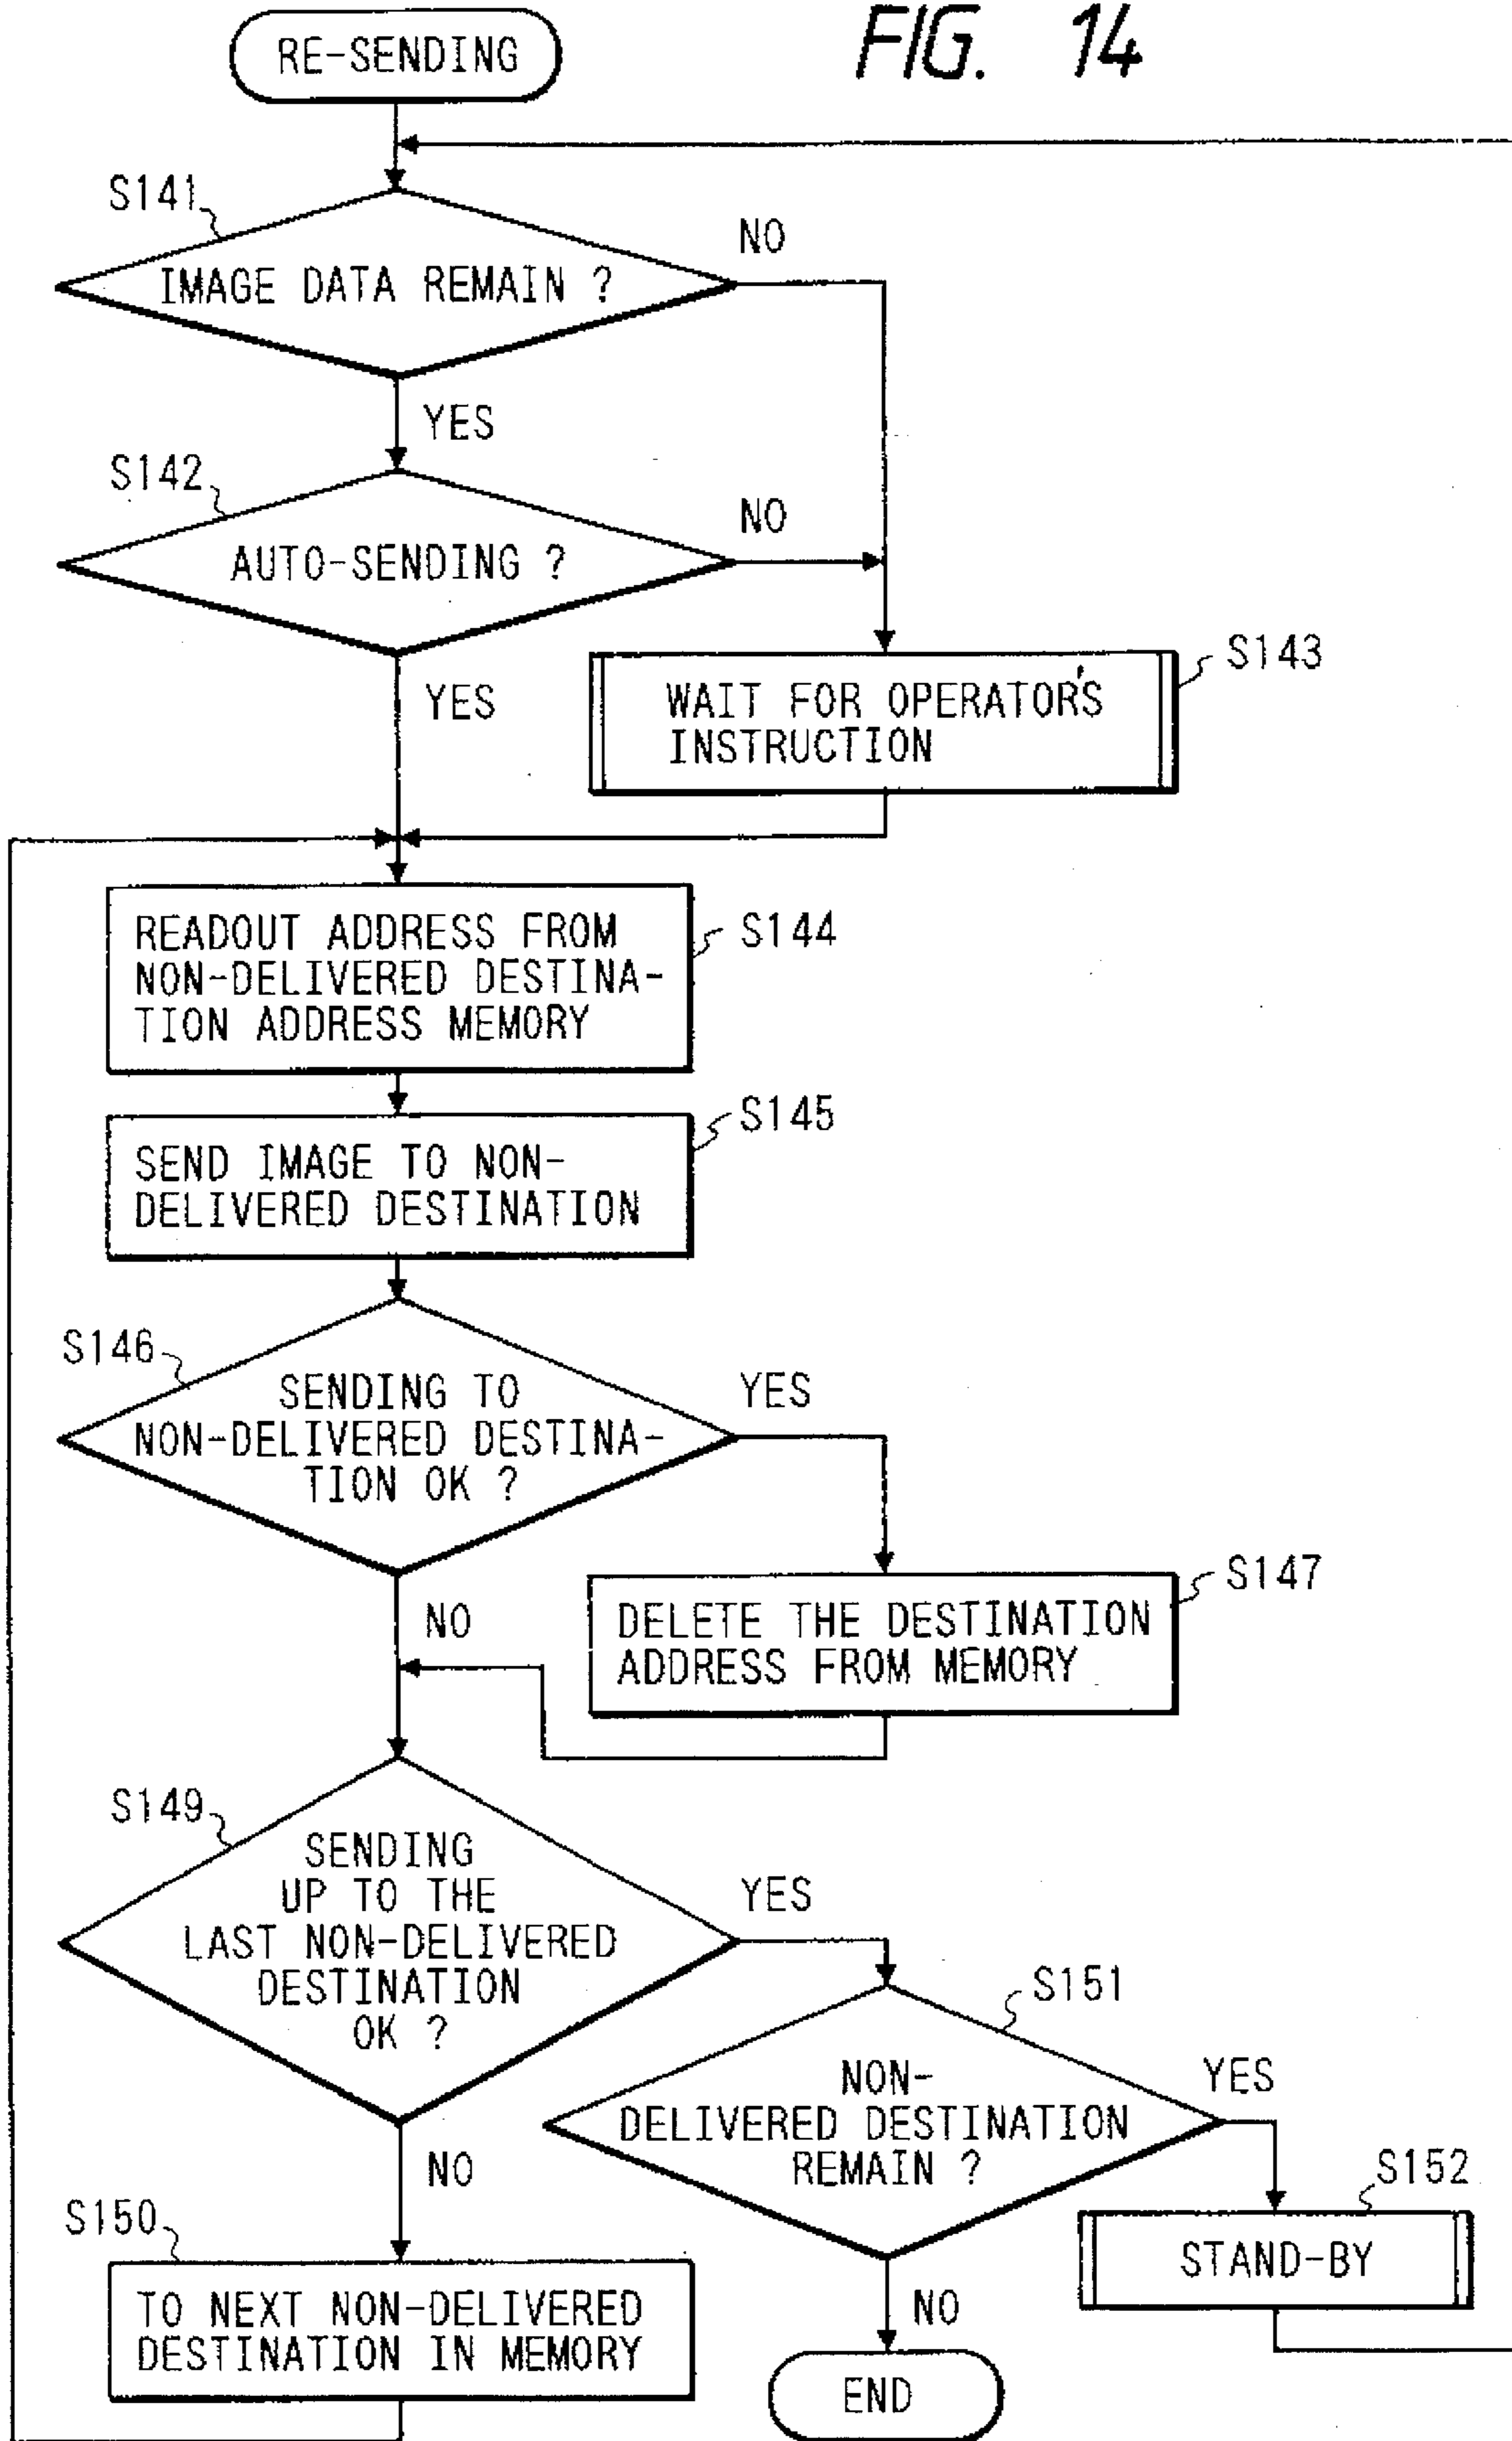 FIG. 14
RE-SENDING
S141
IMAGE DATA REMAIN ?
NO
YES
S142
AUTO-SENDING ?
NO
YES
S143
WAIT FOR OPERATOR'S
INSTRUCTION
READOUT ADDRESS FROM
NON-DELIVERED DESTINA-
TION ADDRESS MEMORY
S144
SEND IMAGE TO NON-
DELIVERED DESTINATION
S145
S146
SENDING TO
NON-DELIVERED DESTINA-
TION OK ?
YES
NO
S147
DELETE THE DESTINATION
ADDRESS FROM MEMORY
S149
SENDING
UP TO THE
LAST NON-DELIVERED
DESTINATION
OK ?
YES
NO
S151
NON-
DELIVERED DESTINATION
REMAIN ?
YES
NO
S152
STAND-BY
S150
TO NEXT NON-DELIVERED
DESTINATION IN MEMORY
END